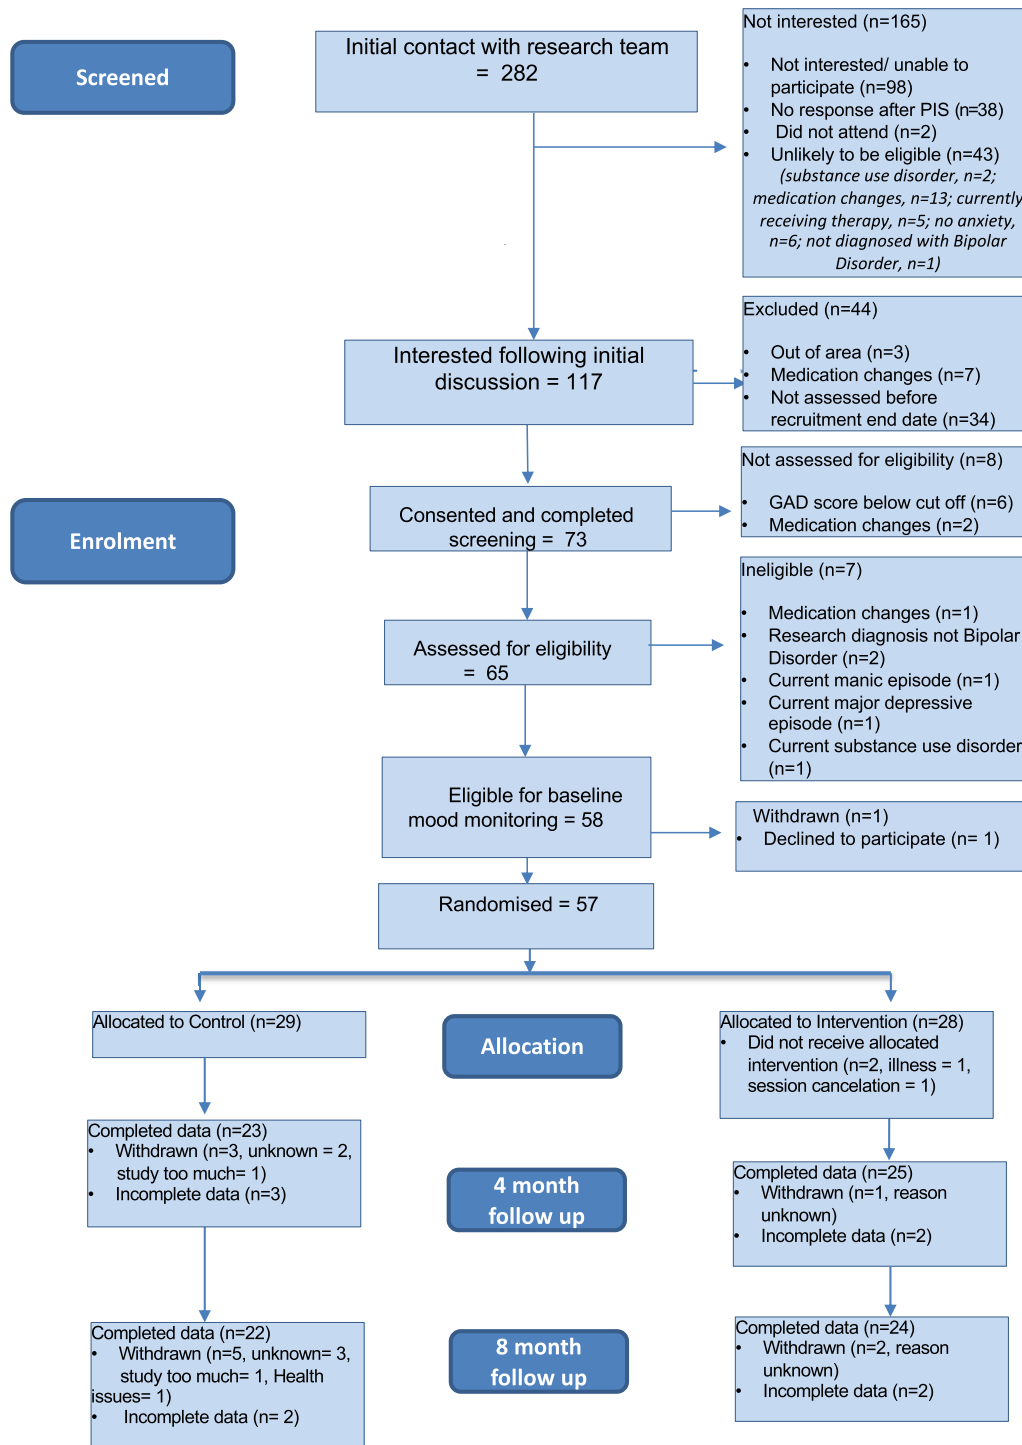 Screened
Initial contact with research team
= 282
Not interested (n=165)
• Not interested/ unable to
participate (n=98)
• No response after PIS (n=38)
• Did not attend (n=2)
• Unlikely to be eligible (n=43)
(substance use disorder, n=2;
medication changes, n=13; currently
receiving therapy, n=5; no anxiety,
n=6; not diagnosed with Bipolar
Disorder, n=1)
Interested following initial
discussion = 117
Excluded (n=44)
• Out of area (n=3)
• Medication changes (n=7)
• Not assessed before
recruitment end date (n=34)
Enrolment
Consented and completed
screening = 73
Not assessed for eligibility (n=8)
• GAD score below cut off (n=6)
• Medication changes (n=2)
Assessed for eligibility
= 65
Ineligible (n=7)
• Medication changes (n=1)
• Research diagnosis not Bipolar
Disorder (n=2)
• Current manic episode (n=1)
• Current major depressive
episode (n=1)
• Current substance use disorder
(n=1)
Eligible for baseline
mood monitoring = 58
Withdrawn (n=1)
• Declined to participate (n= 1)
Randomised = 57
Allocated to Control (n=29)
Allocation
Allocated to Intervention (n=28)
• Did not receive allocated
intervention (n=2, illness = 1,
session cancelation = 1)
Completed data (n=23)
• Withdrawn (n=3, unknown = 2,
study too much= 1)
• Incomplete data (n=3)
4 month
follow up
Completed data (n=25)
• Withdrawn (n=1, reason
unknown)
• Incomplete data (n=2)
Completed data (n=22)
• Withdrawn (n=5, unknown= 3,
study too much= 1, Health
issues= 1)
• Incomplete data (n= 2)
8 month
follow up
Completed data (n=24)
• Withdrawn (n=2, reason
unknown)
• Incomplete data (n=2)